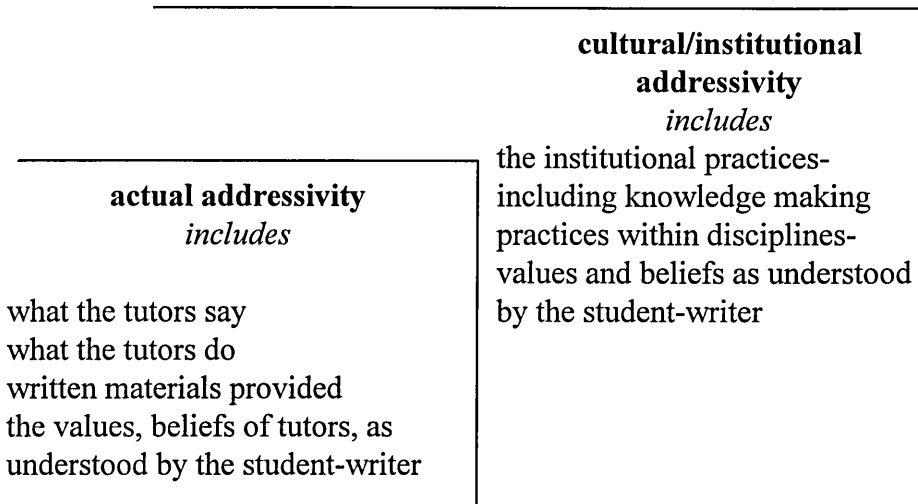 cultural/institutional
addressivity
includes
the institutional practices-
including knowledge making
practices within disciplines-
values and beliefs as understood
by the student-writer
actual addressivity
includes
what the tutors say
what the tutors do
written materials provided
the values, beliefs of tutors, as
understood by the student-writer